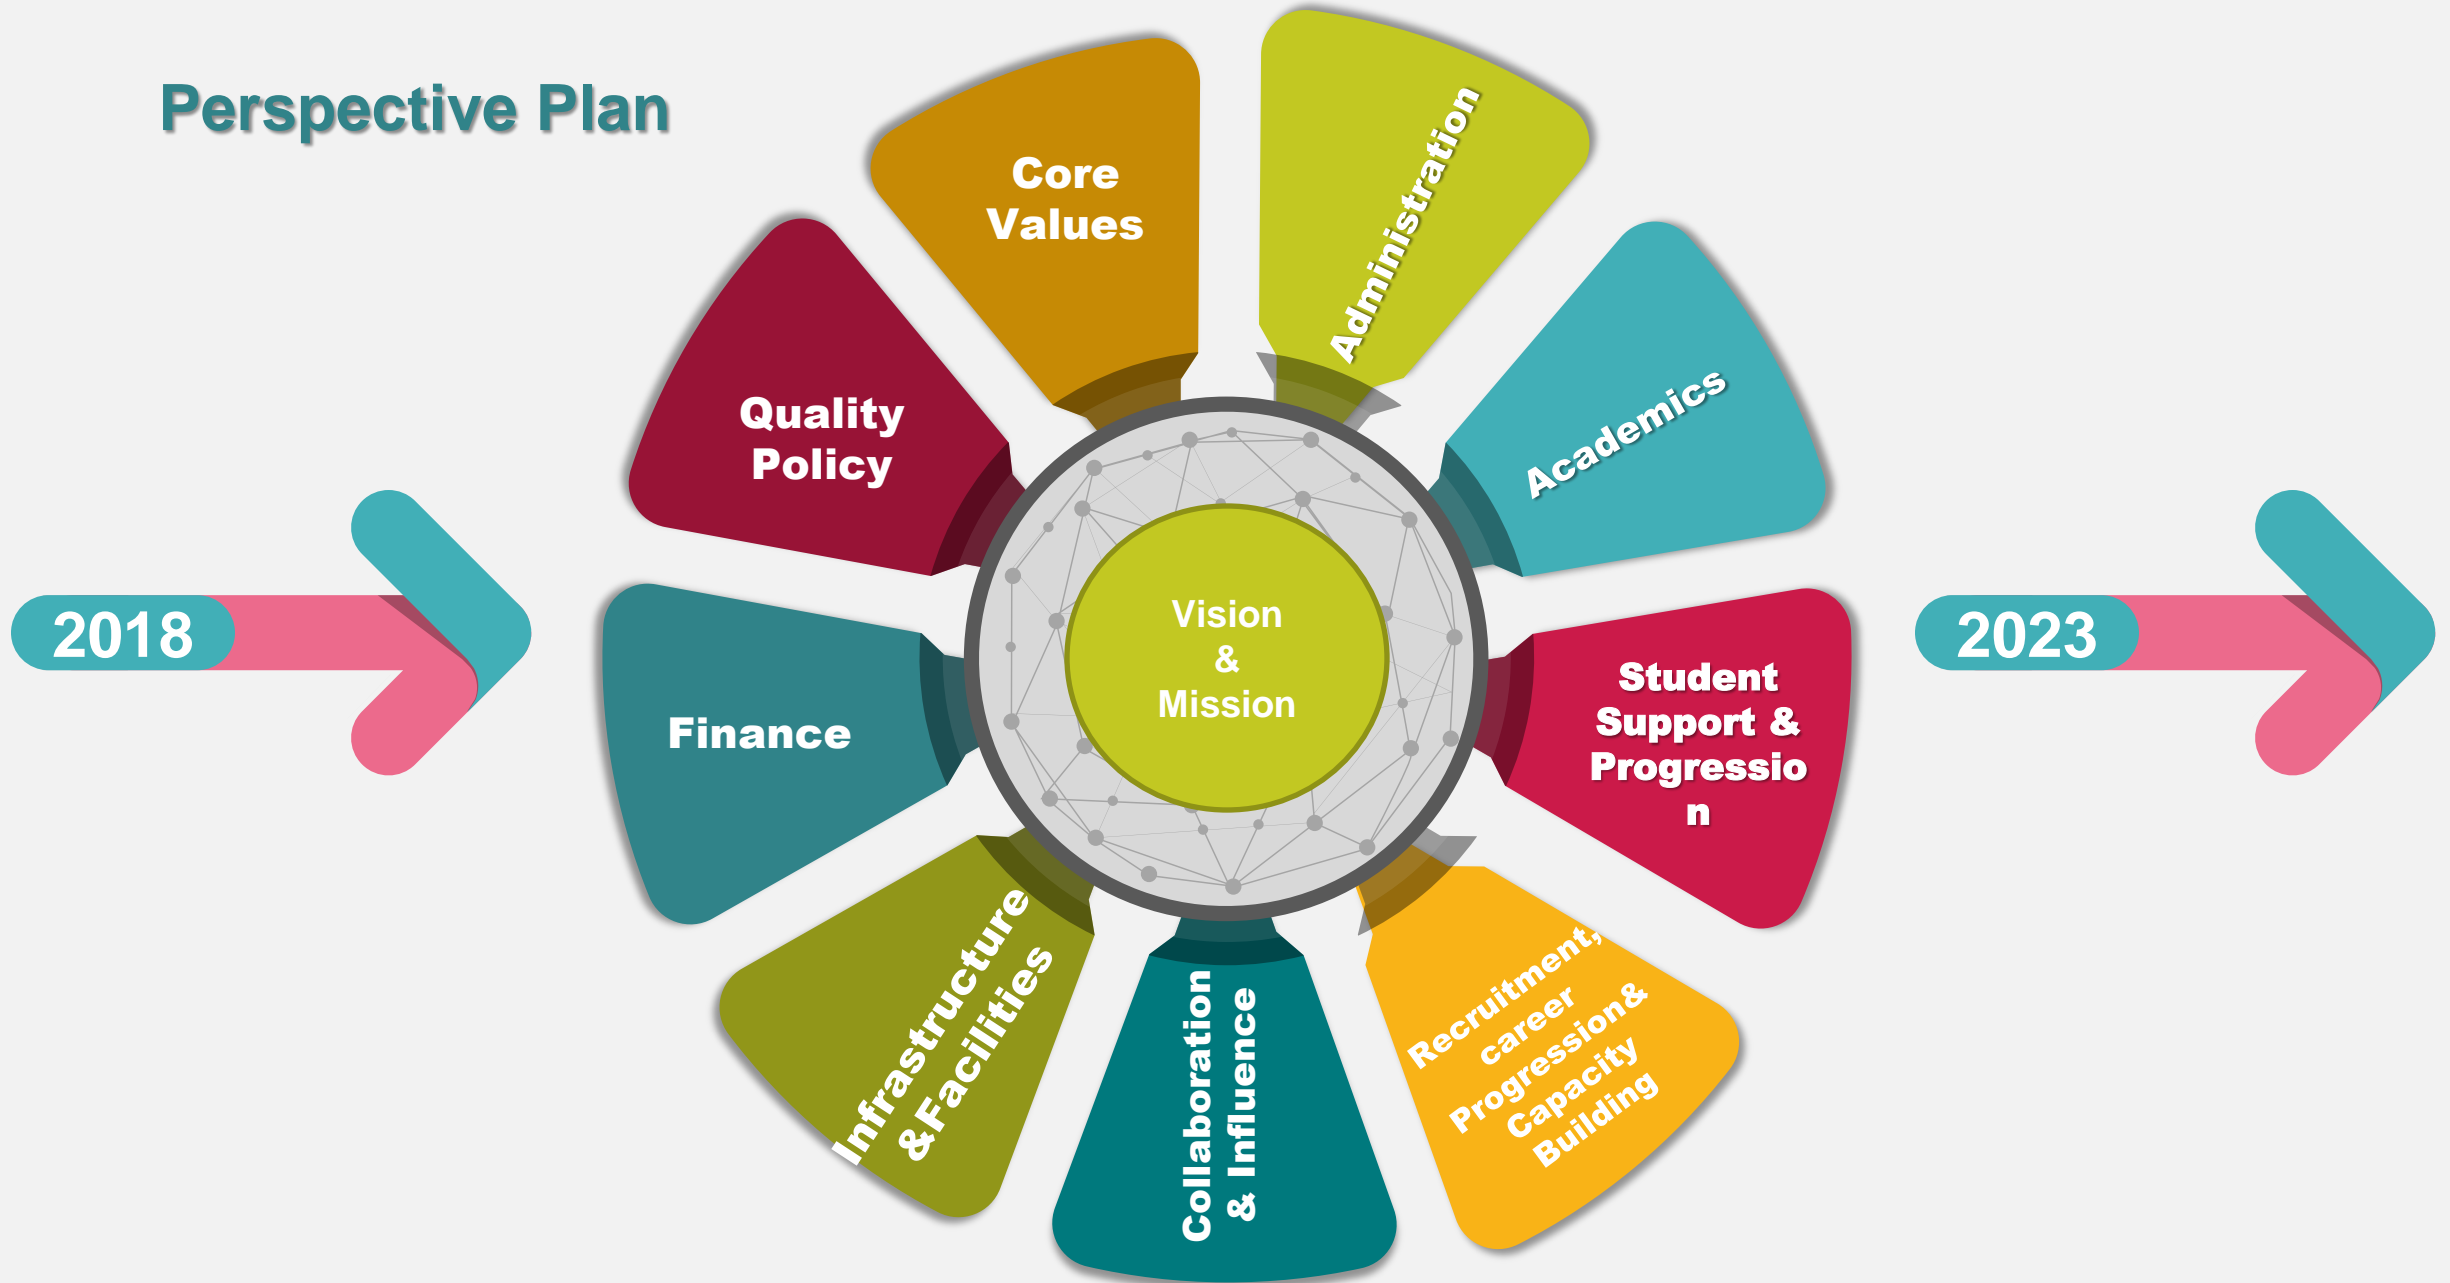 Perspective Plan
Core
Values
Administration
Academics
Quality
Policy
2018
Vision
&
Mission
2023
Student
Support &
Progressio
n
Finance
Infrastructure
&Facilities
Collaboration
& Influence
Recruitment,
career
Progression&
Capacity
Building